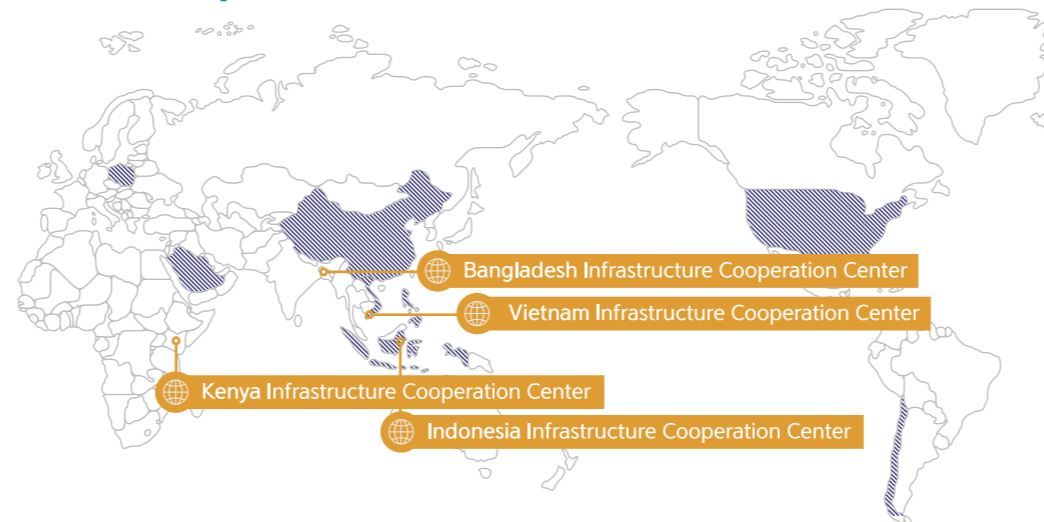 Bangladesh Infrastructure Cooperation Center
Vietnam Infrastructure Cooperation Center
Kenya Infrastructure Cooperation Center
Indonesia Infrastructure Cooperation Center